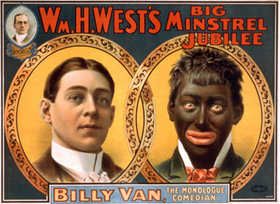 WM. H. WEST'S
BIG
MINSTREL
JUBILEE
BILLY VAN,
THE MONOLOGUE
COMEDIAN.